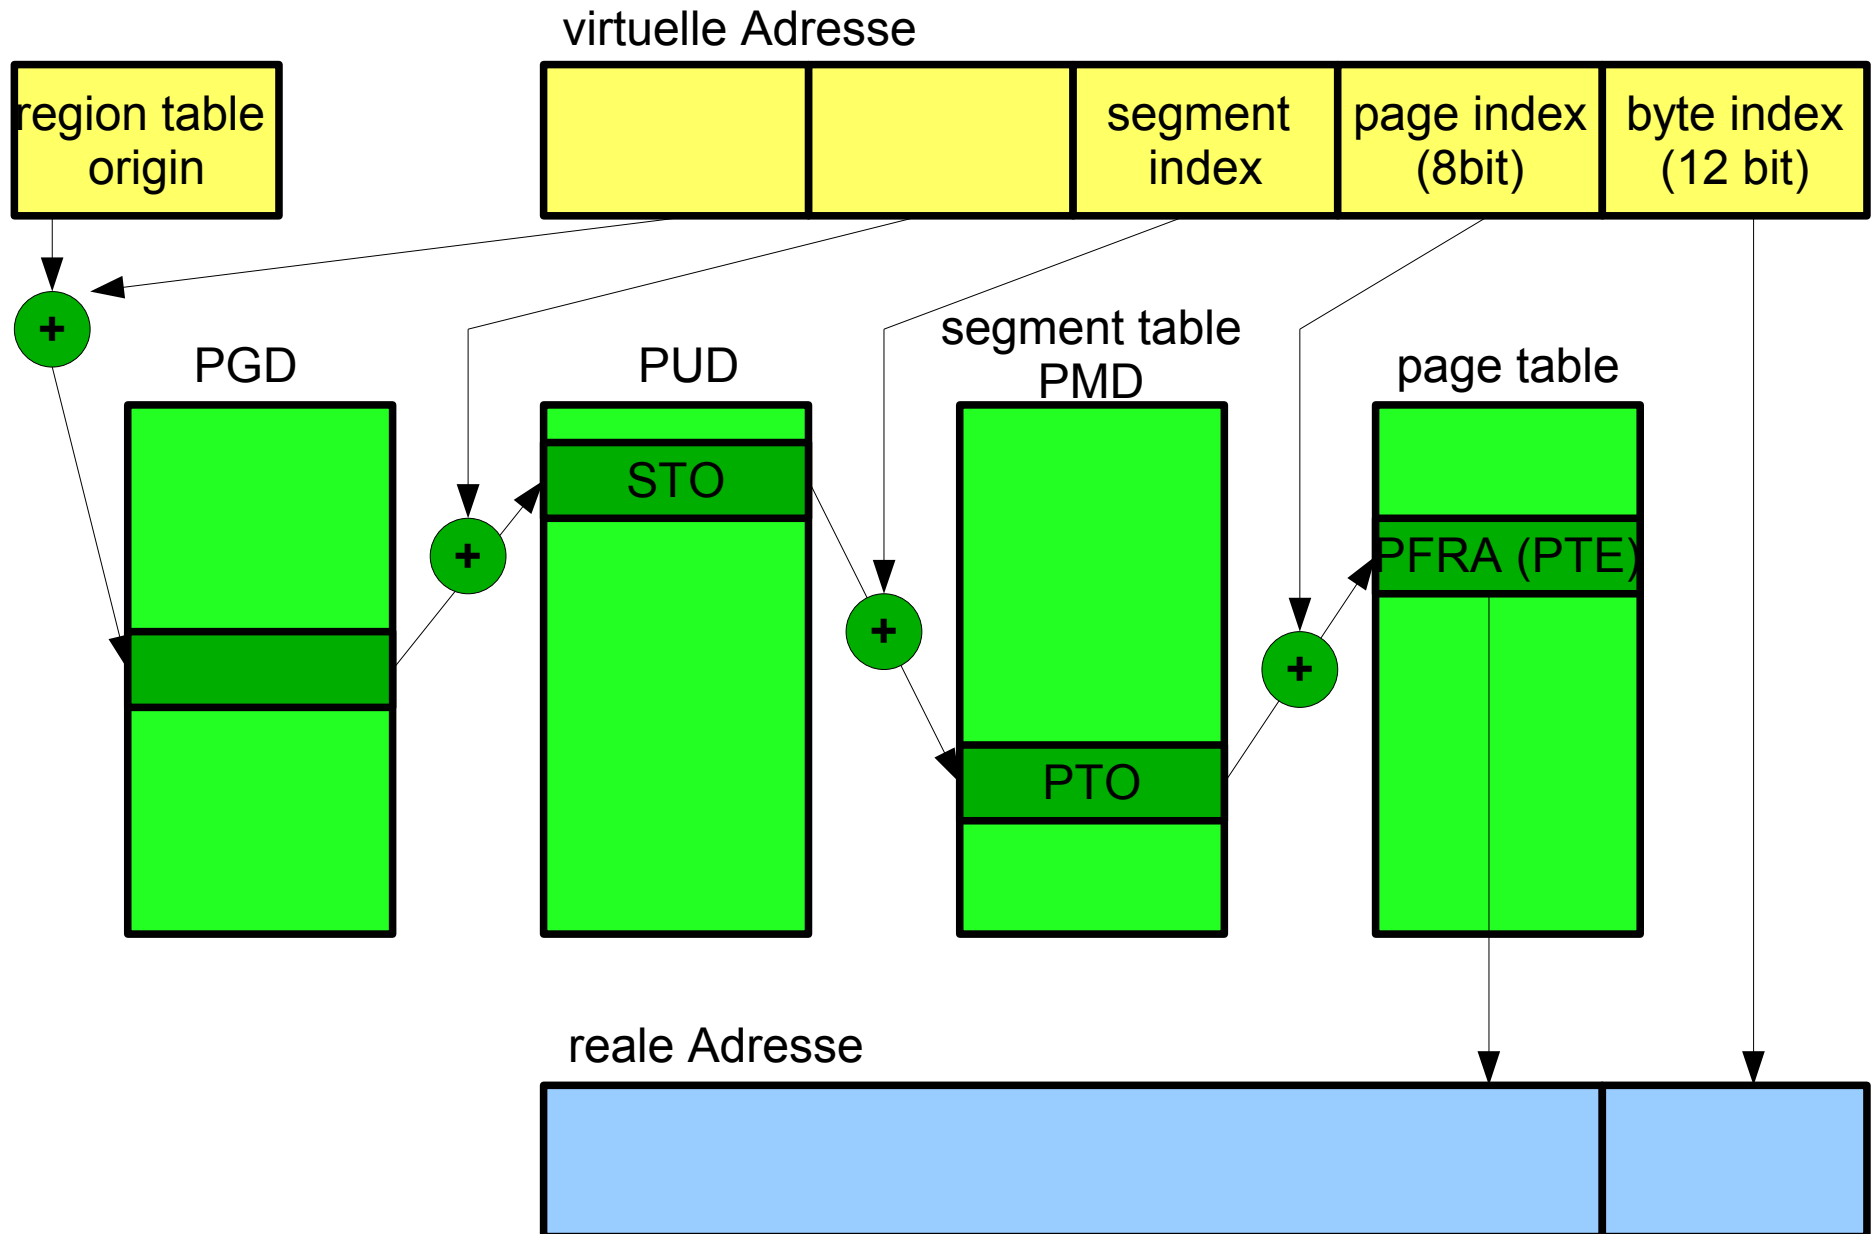 virtuelle Adresse
region table
origin
segment
index
page index
(8bit)
byte index
(12 bit)
+
PGD
PUD
segment table
PMD
page table
STO
+
PFRA (PTE)
+
+
PTO
reale Adresse